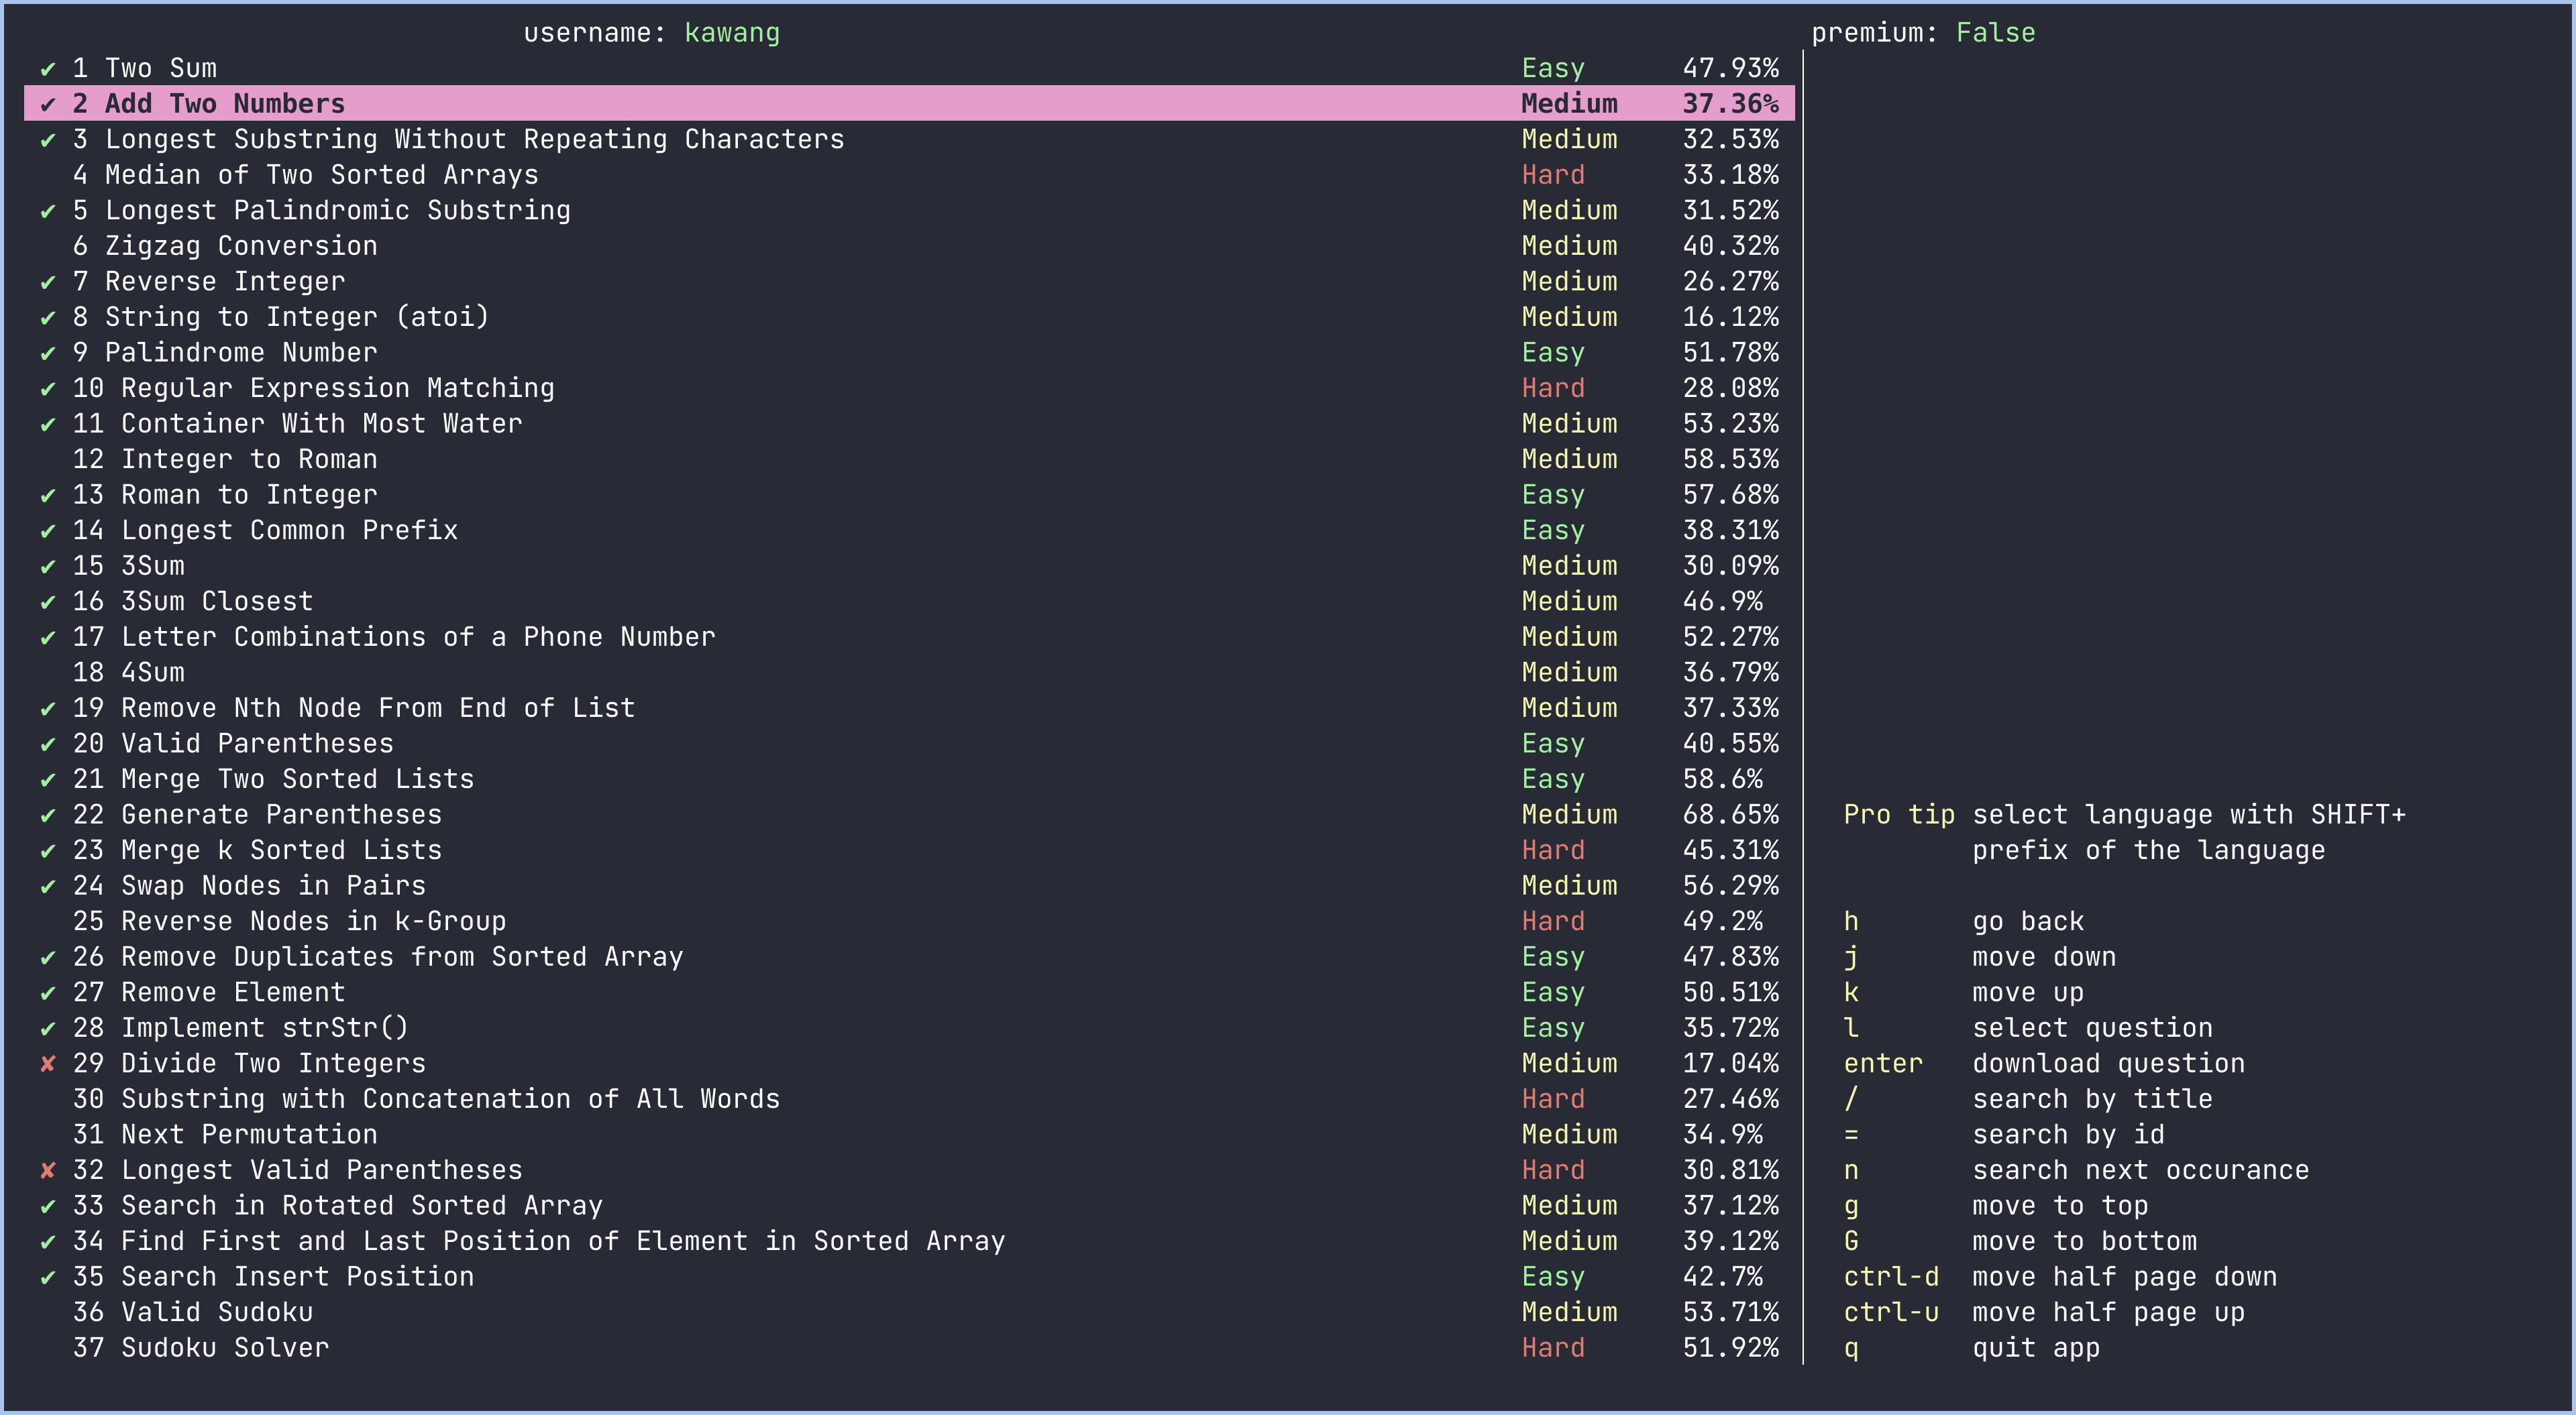 username: kawang premium: False
✔ 1 Two Sum Easy 47.93%
✔ 2 Add Two Numbers Medium 37.36%
✔ 3 Longest Substring Without Repeating Characters Medium 32.53%
4 Median of Two Sorted Arrays Hard 33.18%
✔ 5 Longest Palindromic Substring Medium 31.52%
6 Zigzag Conversion Medium 40.32%
✔ 7 Reverse Integer Medium 26.27%
✔ 8 String to Integer (atoi) Medium 16.12%
✔ 9 Palindrome Number Easy 51.78%
✔ 10 Regular Expression Matching Hard 28.08%
✔ 11 Container With Most Water Medium 53.23%
12 Integer to Roman Medium 58.53%
✔ 13 Roman to Integer Easy 57.68%
✔ 14 Longest Common Prefix Easy 38.31%
✔ 15 3Sum Medium 30.09%
✔ 16 3Sum Closest Medium 46.9%
✔ 17 Letter Combinations of a Phone Number Medium 52.27%
18 4Sum Medium 36.79%
✔ 19 Remove Nth Node From End of List Medium 37.33%
✔ 20 Valid Parentheses Easy 40.55%
✔ 21 Merge Two Sorted Lists Easy 58.6%
✔ 22 Generate Parentheses Medium 68.65% Pro tip select language with SHIFT+
✔ 23 Merge k Sorted Lists Hard 45.31% prefix of the language
✔ 24 Swap Nodes in Pairs Medium 56.29%
25 Reverse Nodes in k-Group Hard 49.2% h go back
✔ 26 Remove Duplicates from Sorted Array Easy 47.83% j move down
✔ 27 Remove Element Easy 50.51% k move up
✔ 28 Implement strStr() Easy 35.72% l select question
✘ 29 Divide Two Integers Medium 17.04% enter download question
30 Substring with Concatenation of All Words Hard 27.46% / search by title
31 Next Permutation Medium 34.9% = search by id
✘ 32 Longest Valid Parentheses Hard 30.81% n search next occurance
✔ 33 Search in Rotated Sorted Array Medium 37.12% g move to top
✔ 34 Find First and Last Position of Element in Sorted Array Medium 39.12% G move to bottom
✔ 35 Search Insert Position Easy 42.7% ctrl-d move half page down
36 Valid Sudoku Medium 53.71% ctrl-u move half page up
37 Sudoku Solver Hard 51.92% q quit app